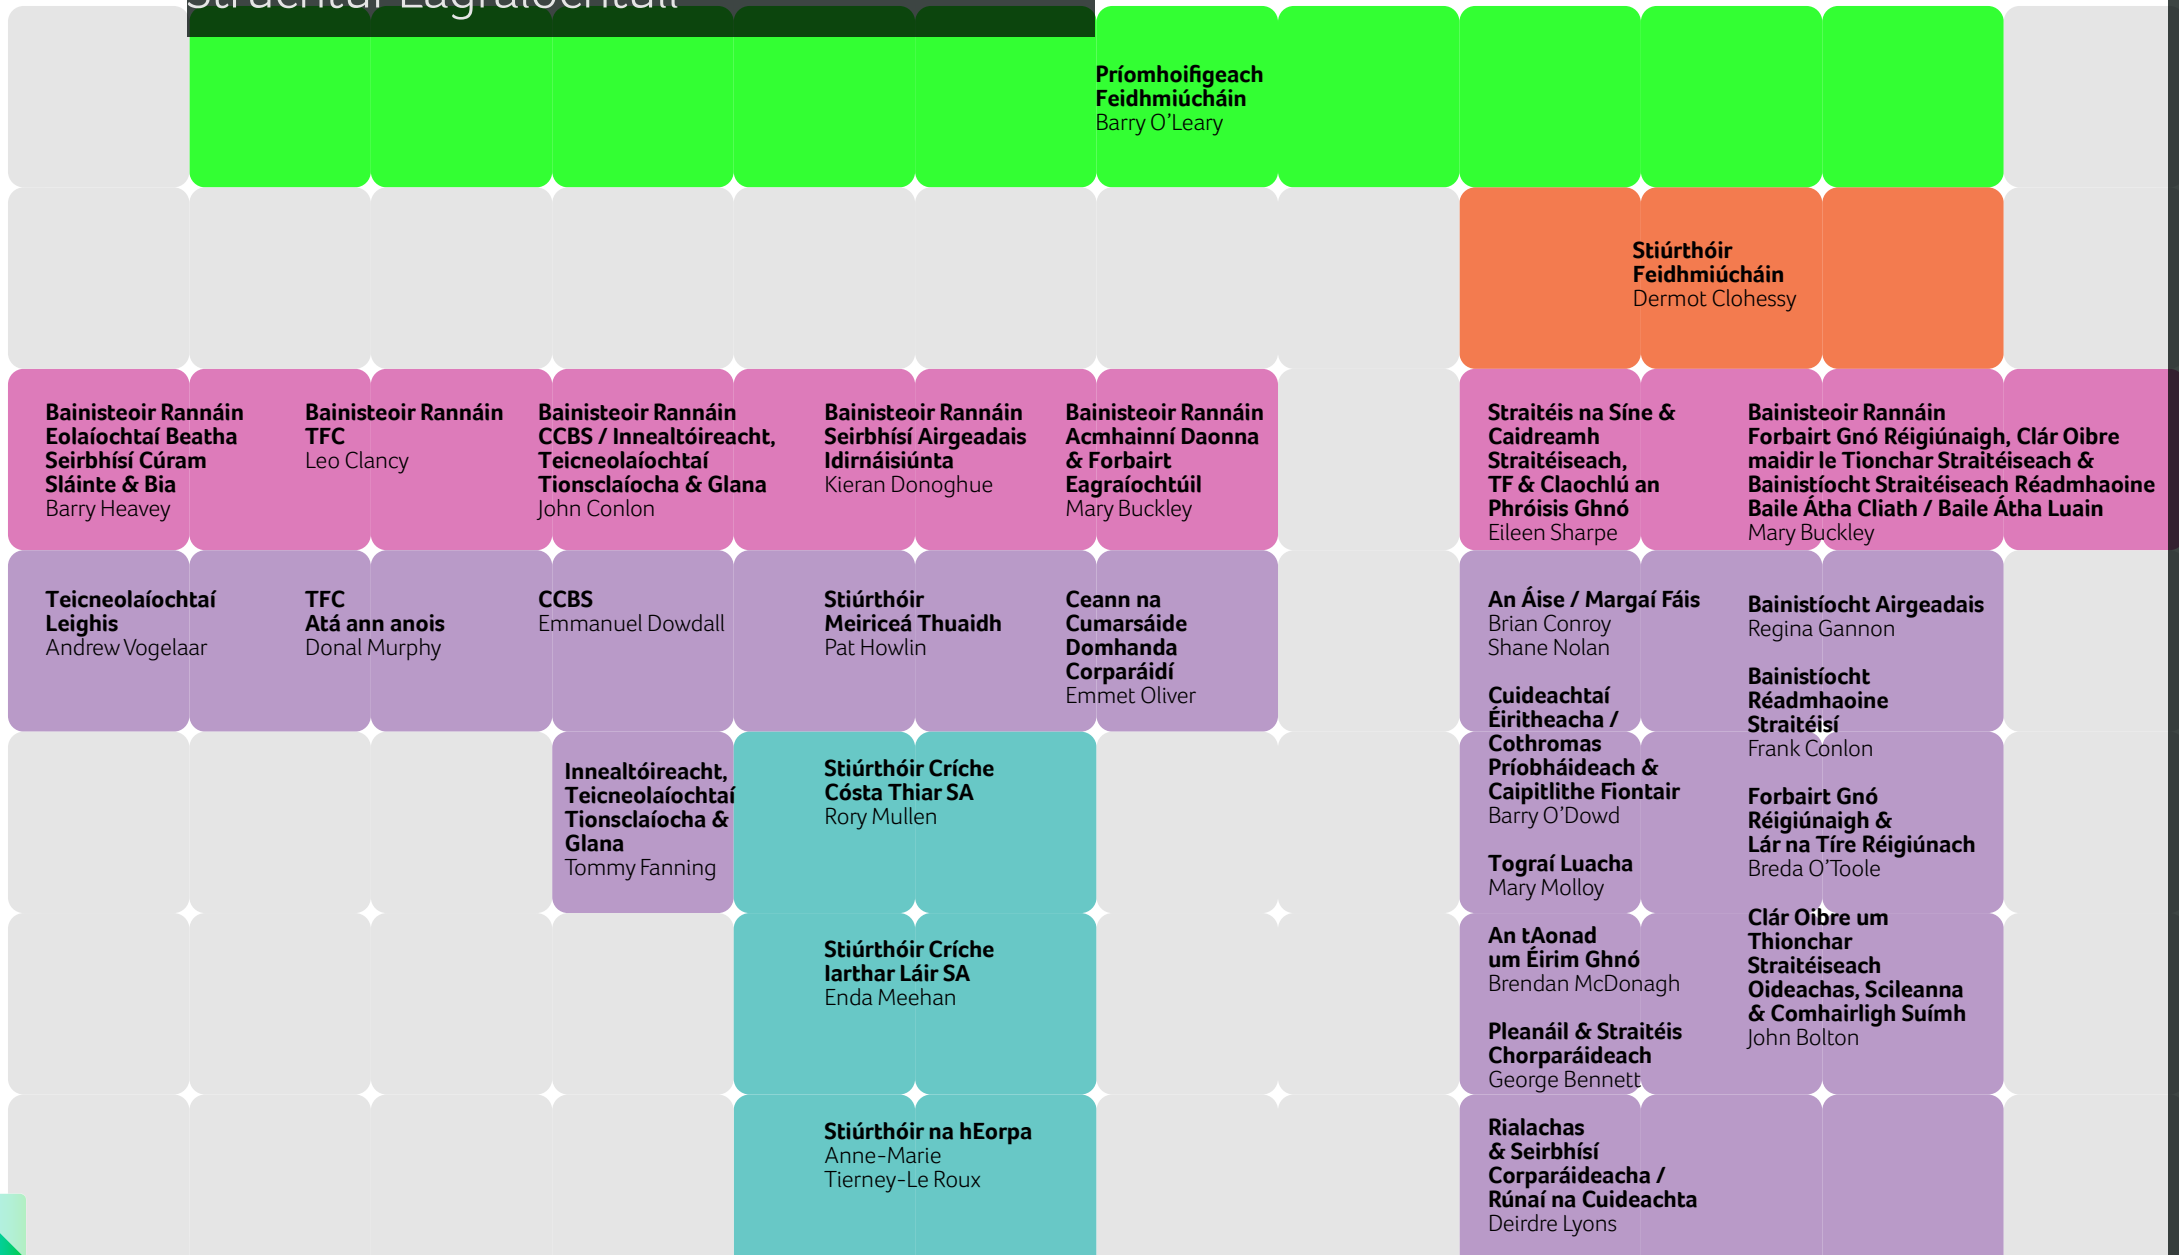 Struchtúr Eagraíochtúil
Príomhoifigeach
Feidhmiúcháin
Barry O’Leary
Stiúrthóir
Feidhmiúcháin
Dermot Clohessy
Bainisteoir Rannáin
Eolaíochtaí Beatha
Seirbhísí Cúram
Sláinte & Bia
Barry Heavey
Bainisteoir Rannáin
TFC
Leo Clancy
Bainisteoir Rannáin
CCBS / Innealtóireacht,
Teicneolaíochtaí
Tionsclaíocha & Glana
John Conlon
Bainisteoir Rannáin
Seirbhísí Airgeadais
Idirnáisiúnta
Kieran Donoghue
Bainisteoir Rannáin
Acmhainní Daonna
& Forbairt
Eagraíochtúil
Mary Buckley
Straitéis na Síne &
Caidreamh
Straitéiseach,
TF & Claochlú an
Phróisis Ghnó
Eileen Sharpe
Bainisteoir Rannáin
Forbairt Gnó Réigiúnaigh, Clár Oibre
maidir le Tionchar Straitéiseach &
Bainistíocht Straitéiseach Réadmhaoine
Baile Átha Cliath / Baile Átha Luain
Mary Buckley
Teicneolaíochtaí
Leighis
Andrew Vogelaar
TFC
Atá ann anois
Donal Murphy
CCBS
Emmanuel Dowdall
Stiúrthóir
Meiriceá Thuaidh
Pat Howlin
Ceann na
Cumarsáide
Domhanda
Corparáidí
Emmet Oliver
An Áise / Margaí Fáis
Brian Conroy
Shane Nolan
Cuideachtaí
Éiritheacha /
Cothromas
Príobháideach &
Caipitlithe Fiontair
Barry O’Dowd
Tograí Luacha
Mary Molloy
An tAonad
um Éirim Ghnó
Brendan McDonagh
Pleanáil & Straitéis
Chorparáideach
George Bennett
Rialachas
& Seirbhísí
Corparáideacha /
Rúnaí na Cuideachta
Deirdre Lyons
Bainistíocht Airgeadais
Regina Gannon
Bainistíocht
Réadmhaoine
Straitéisí
Frank Conlon
Forbairt Gnó
Réigiúnaigh &
Lár na Tíre Réigiúnach
Breda O’Toole
Clár Oibre um
Thionchar
Straitéiseach
Oideachas, Scileanna
& Comhairligh Suímh
John Bolton
Innealtóireacht,
Teicneolaíochtaí
Tionsclaíocha &
Glana
Tommy Fanning
Stiúrthóir Críche
Cósta Thiar SA
Rory Mullen
Stiúrthóir Críche
Iarthar Láir SA
Enda Meehan
Stiúrthóir na hEorpa
Anne-Marie
Tierney-Le Roux